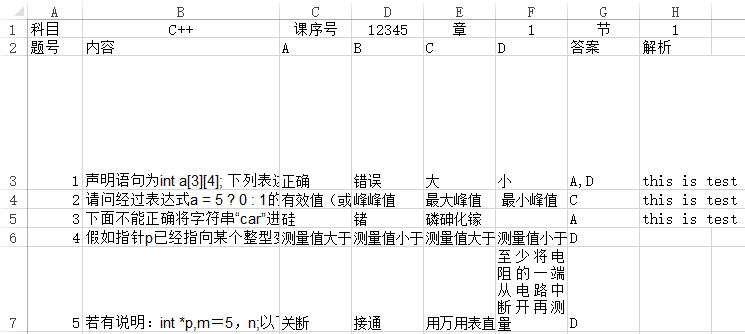 A B C D E F G H
1 科目 C++ 课序号 12345 章 1 节 1
2 题号 内容 A B C D 答案 解析
3 1 声明语句为int a[3][4]; 下列表达 正确 错误 大 小 A,D this is test
4 2 请问经过表达式a = 5 ? 0 : 1的 有效值（或 峰峰值 最大峰值 最小峰值 C this is test
5 3 下面不能正确将字符串“car”进 硅 锗 磷砷化镓 A this is test
6 4 假如指针p已经指向某个整型变 测量值大于 测量值小于 测量值大于 测量值小于 D
至少将电
阻的一端
从电路中
断开再测
7 5 若有说明：int *p,m＝5，n;以下 关断 接通 用万用表直 量 D